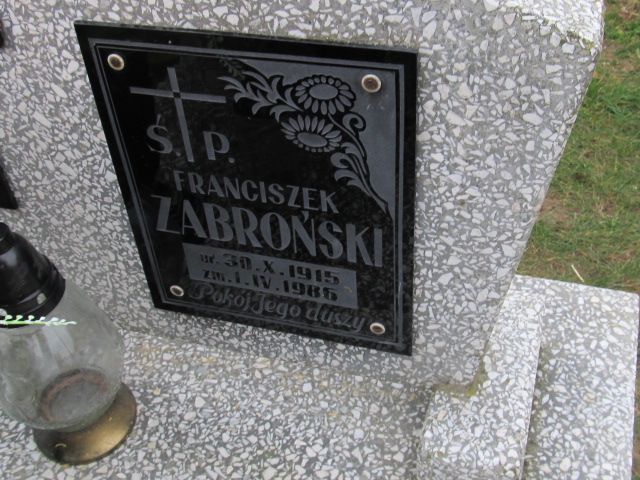 Ś. P.
FRANCISZEK
ZABROŃSKI
ur. 30. X. 1915
zm. 1. IV. 1986
Pokój Jego duszy